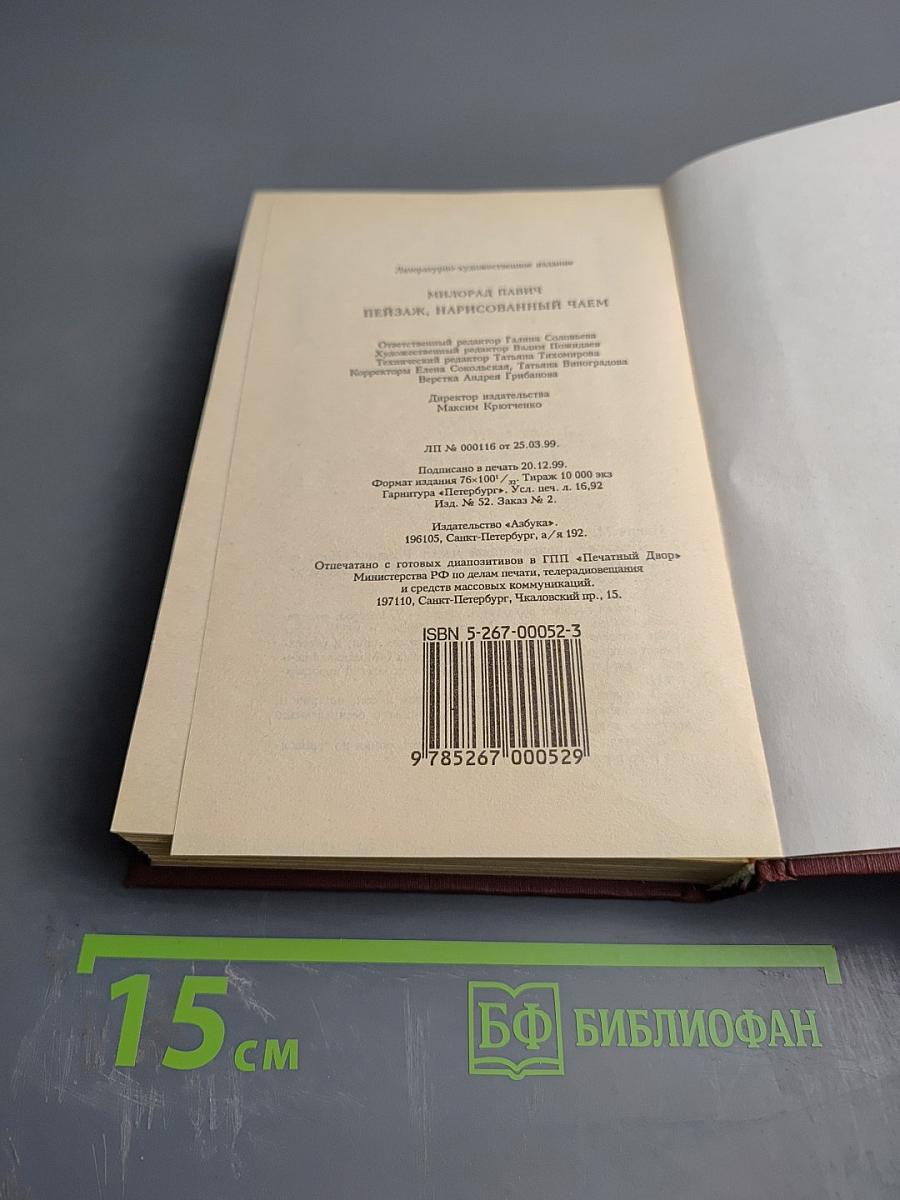 Литературно-художественное издание
МИЛОРАД ПАВИЧ
ПЕЙЗАЖ, НАРИСОВАННЫЙ ЧАЕМ
Ответственный редактор Галина Соловьева
Художественный редактор Вадим Пожидаев
Технический редактор Татьяна Тихомирова
Корректоры Елена Сокольская, Татьяна Виноградова
Верстка Андрея Грибанова
Директор издательства
Максим Крютченко
ЛП № 000116 от 25.03.99.
Подписано в печать 20.12.99.
Формат издания 76×100¹/₃₂. Тираж 10 000 экз
Гарнитура «Петербург». Усл. печ. л. 16,92
Изд. № 52. Заказ № 2.
Издательство «Азбука».
196105, Санкт-Петербург, а/я 192.
Отпечатано с готовых диапозитивов в ГПП «Печатный Двор»
Министерства РФ по делам печати, телерадиовещания
и средств массовых коммуникаций.
197110, Санкт-Петербург, Чкаловский пр., 15.
ISBN 5-267-00052-3
9 785267 000529
15 см
БФ БИБЛИОФАН